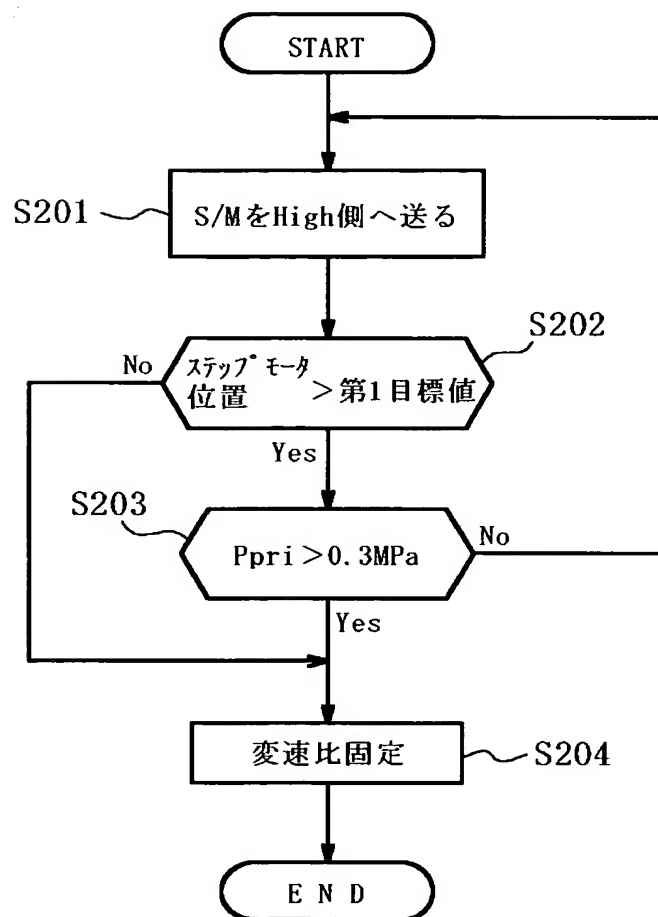 START
S201
S/MをHigh側へ送る
S202
No
ステップモータ
位置 >第1目標値
Yes
S203
Ppri>0.3MPa
No
Yes
変速比固定
S204
END